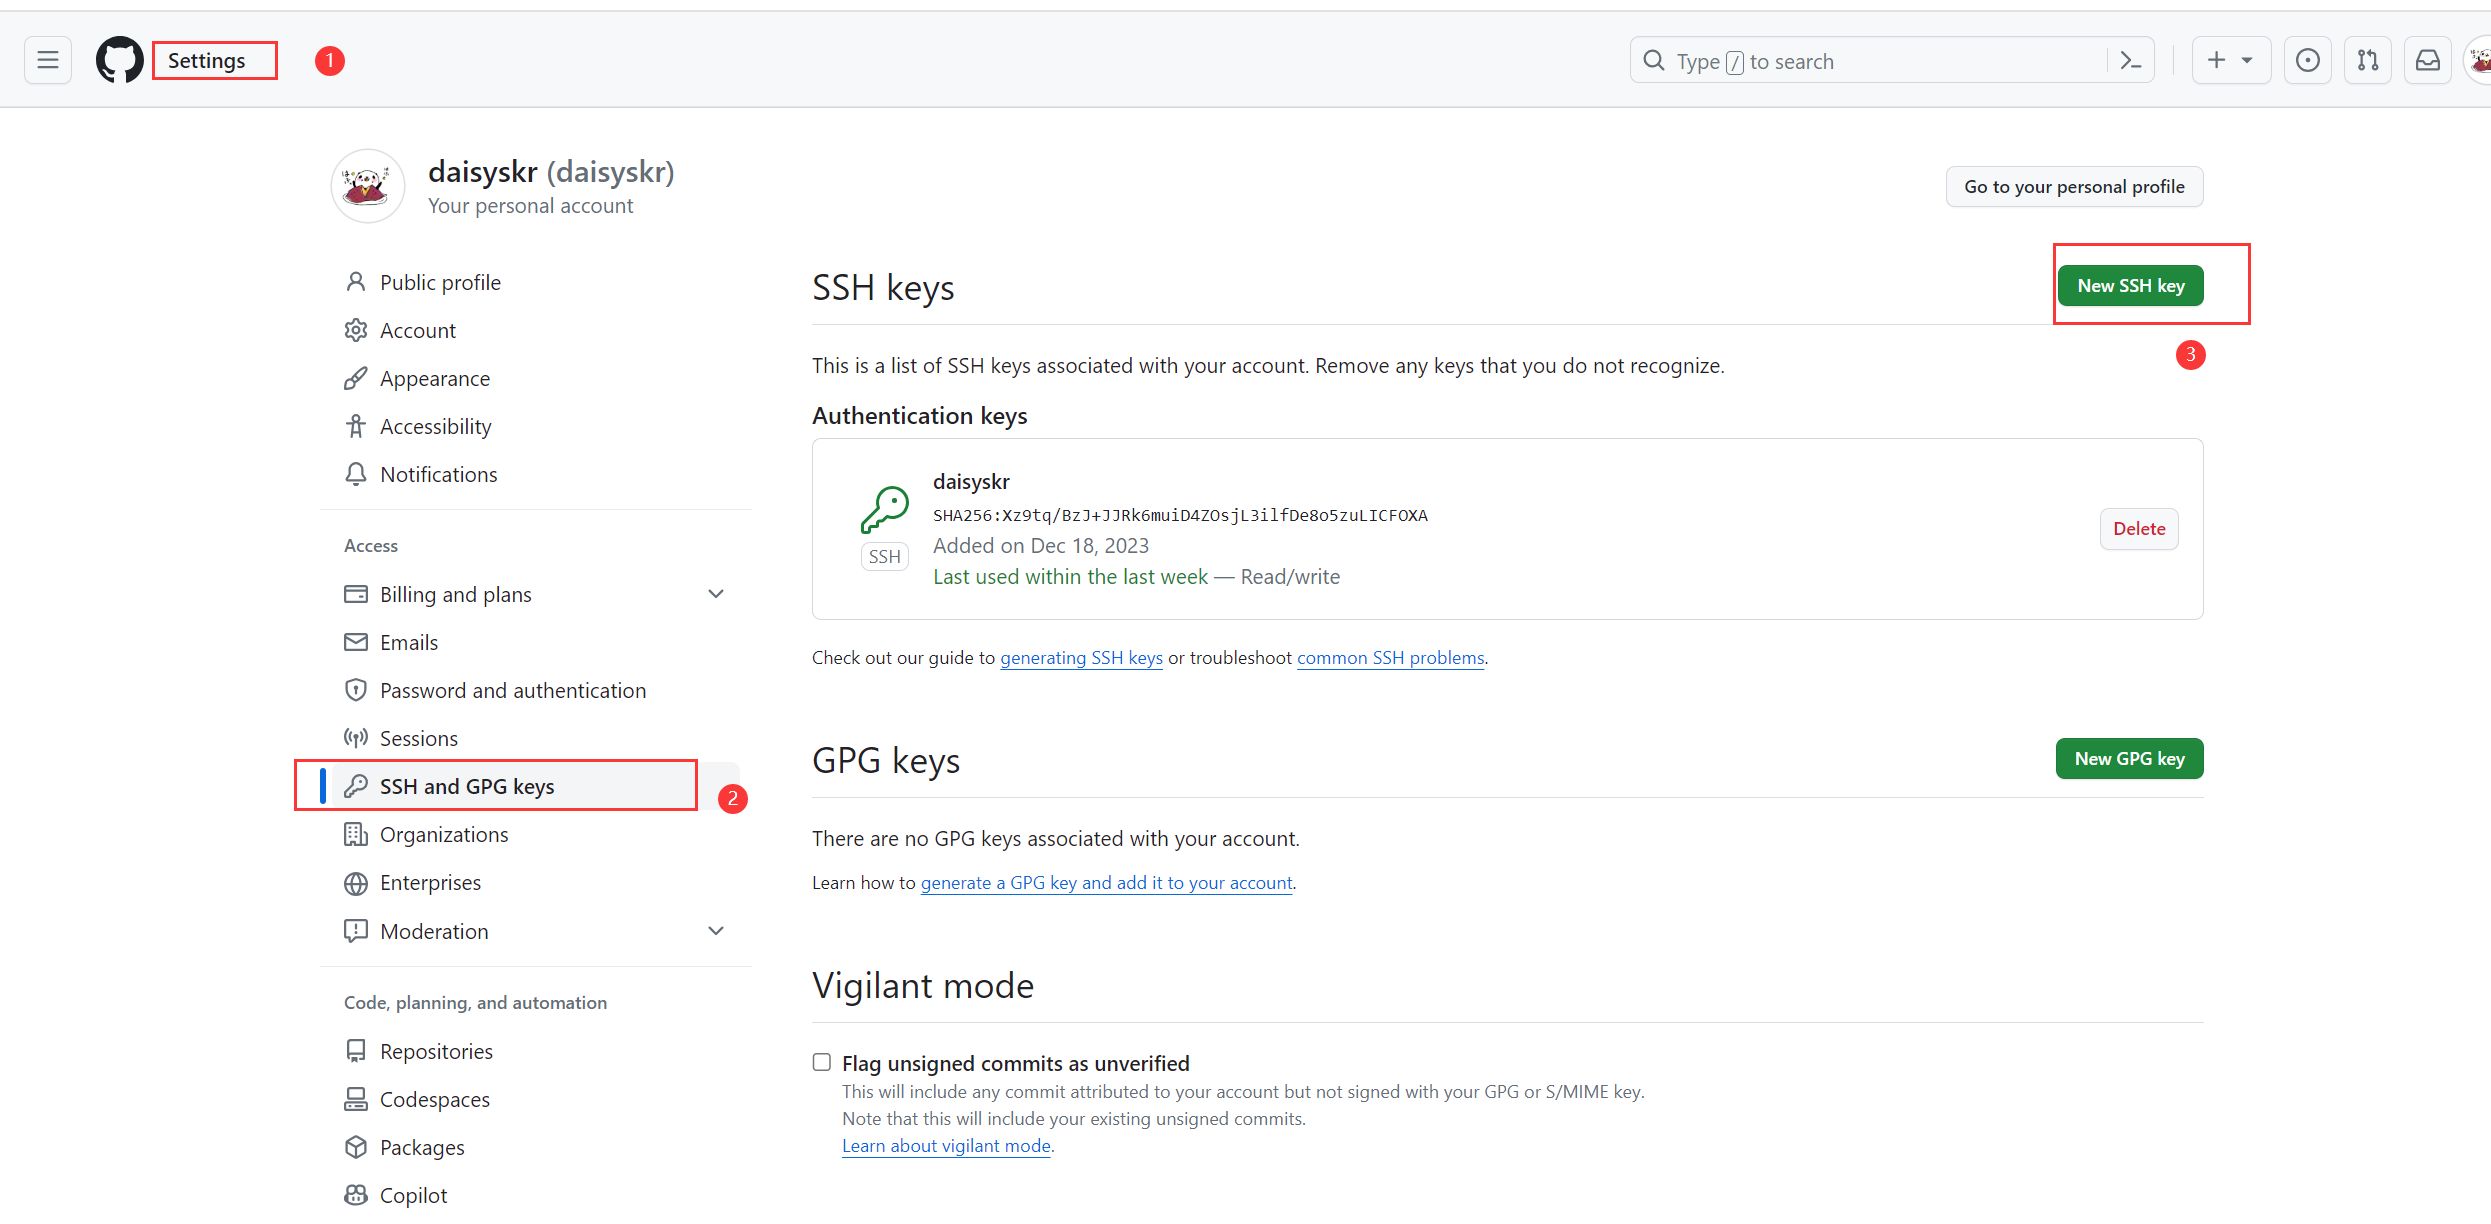 Settings
1
Type / to search
daisyskr (daisyskr)
Your personal account
Go to your personal profile
Public profile
Account
Appearance
Accessibility
Notifications
Access
Billing and plans
Emails
Password and authentication
Sessions
SSH and GPG keys
2
Organizations
Enterprises
Moderation
Code, planning, and automation
Repositories
Codespaces
Packages
Copilot
SSH keys
New SSH key
3
This is a list of SSH keys associated with your account. Remove any keys that you do not recognize.
Authentication keys
daisyskr
SHA256:Xz9tq/BzJ+JJRk6muiD4ZOsjL3ilfDe8o5zuLICFOXA
Added on Dec 18, 2023
Last used within the last week — Read/write
SSH
Delete
Check out our guide to generating SSH keys or troubleshoot common SSH problems.
GPG keys
New GPG key
There are no GPG keys associated with your account.
Learn how to generate a GPG key and add it to your account.
Vigilant mode
Flag unsigned commits as unverified
This will include any commit attributed to your account but not signed with your GPG or S/MIME key.
Note that this will include your existing unsigned commits.
Learn about vigilant mode.